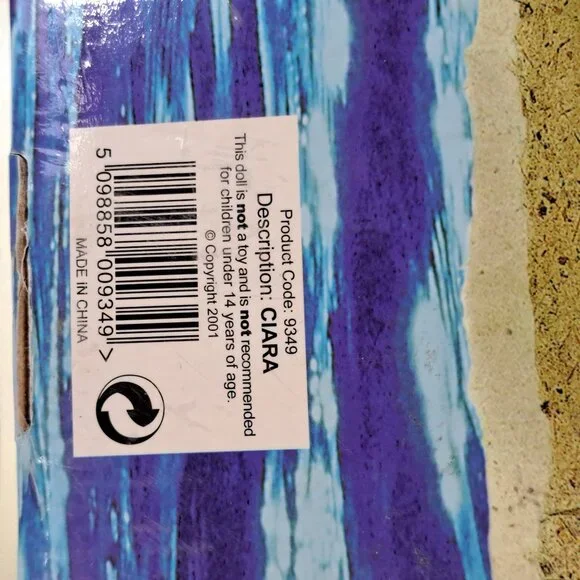 Product Code: 9349
Description: CIARA
This doll is not a toy and is not recommended
for children under 14 years of age.
© Copyright 2001
5 098858 009349 >
MADE IN CHINA